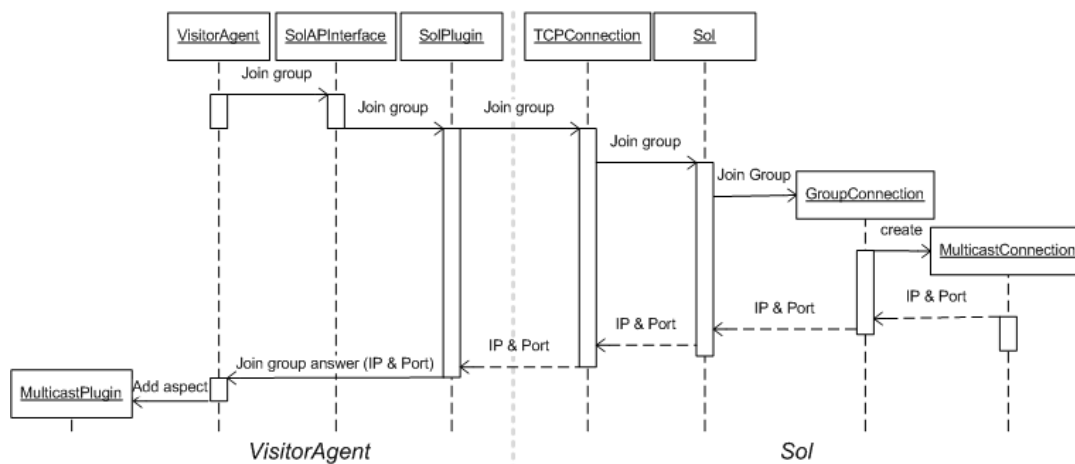 VisitorAgent
SolAPInterface
SolPlugin
TCPConnection
Sol
Join group
Join group
Join group
Join group
Join Group
GroupConnection
create
MulticastConnection
IP & Port
IP & Port
IP & Port
IP & Port
Join group answer (IP & Port)
MulticastPlugin
Add aspect
VisitorAgent
Sol